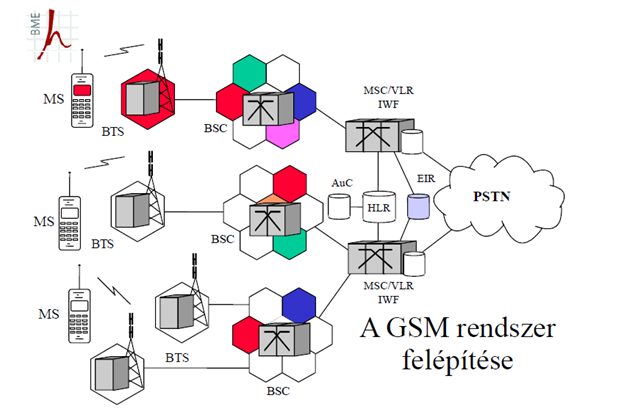 BME
MS
BTS
BSC
MSC/VLR
IWF
MS
BTS
BSC
AuC
HLR
EIR
PSTN
MS
BTS
BSC
MSC/VLR
IWF
A GSM rendszer
felépítése